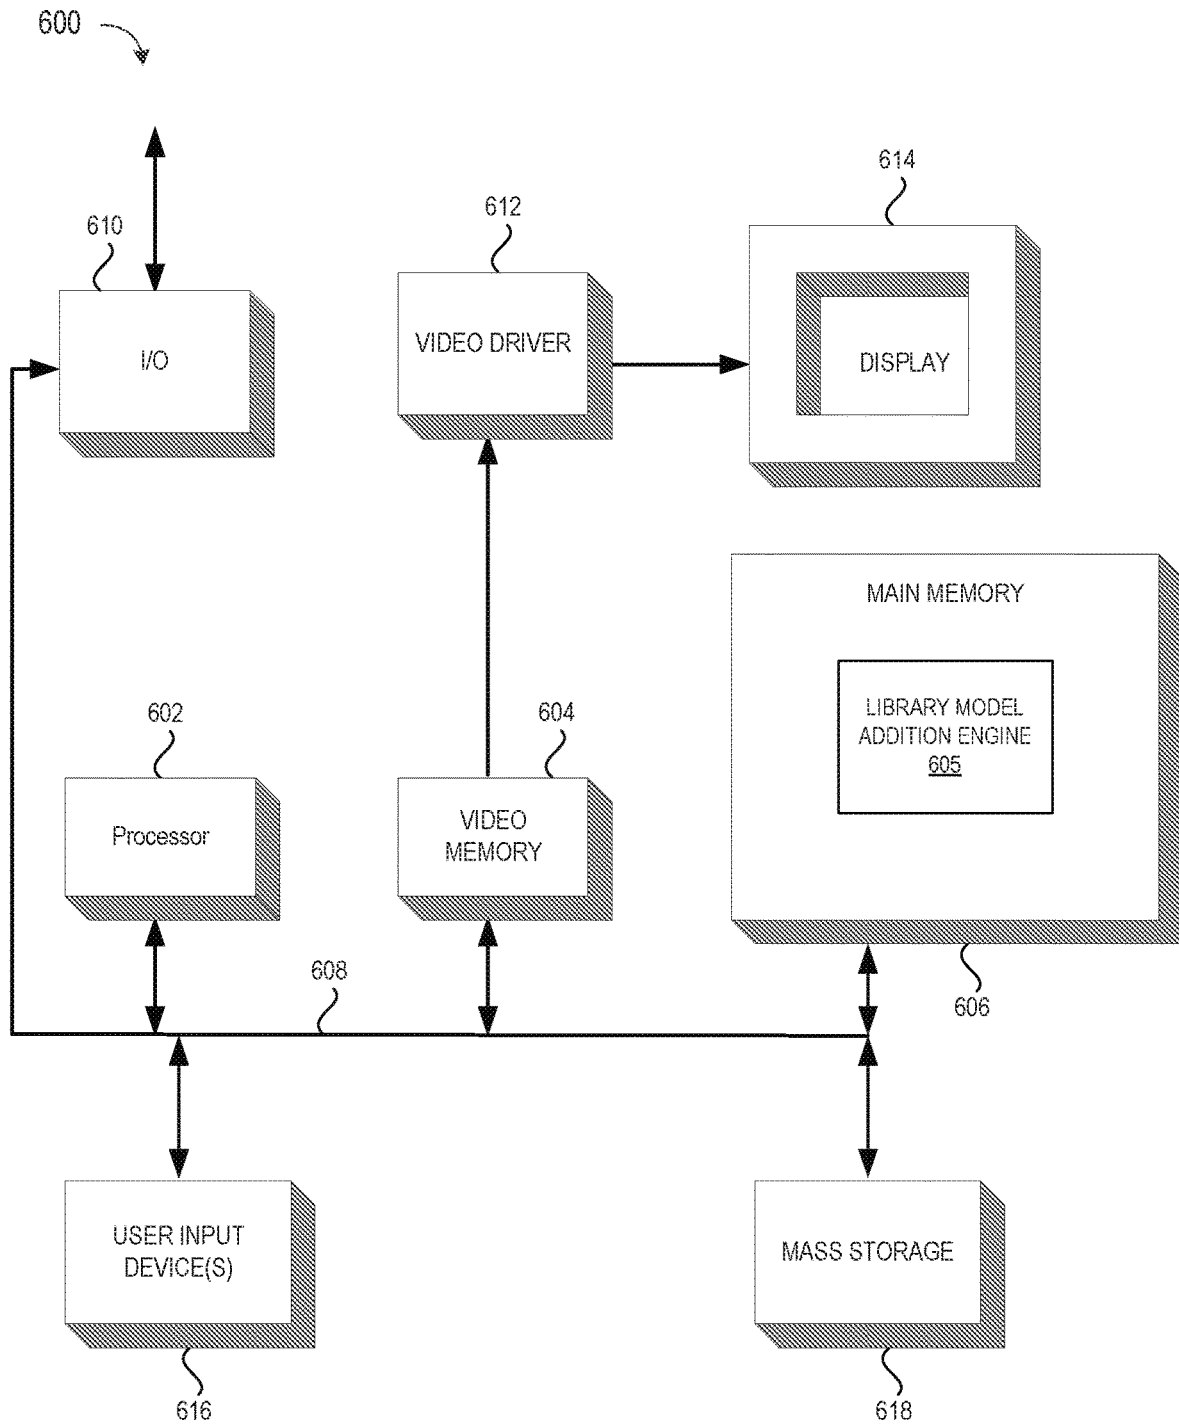 600
614
612
610
VIDEO DRIVER
I/O
DISPLAY
MAIN MEMORY
LIBRARY MODEL
ADDITION ENGINE
605
602
604
Processor
VIDEO
MEMORY
608
606
USER INPUT
DEVICE(S)
MASS STORAGE
616
618